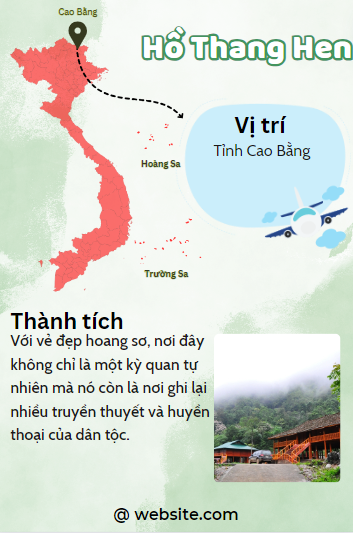 Cao Bằng
Hồ Thang Hen
Vị trí
Tỉnh Cao Bằng
Hoàng Sa
Trường Sa
Thành tích
Với vẻ đẹp hoang sơ, nơi đây
không chỉ là một kỳ quan tự
nhiên mà nó còn là nơi ghi lại
nhiều truyền thuyết và huyền
thoại của dân tộc.
@ website.com